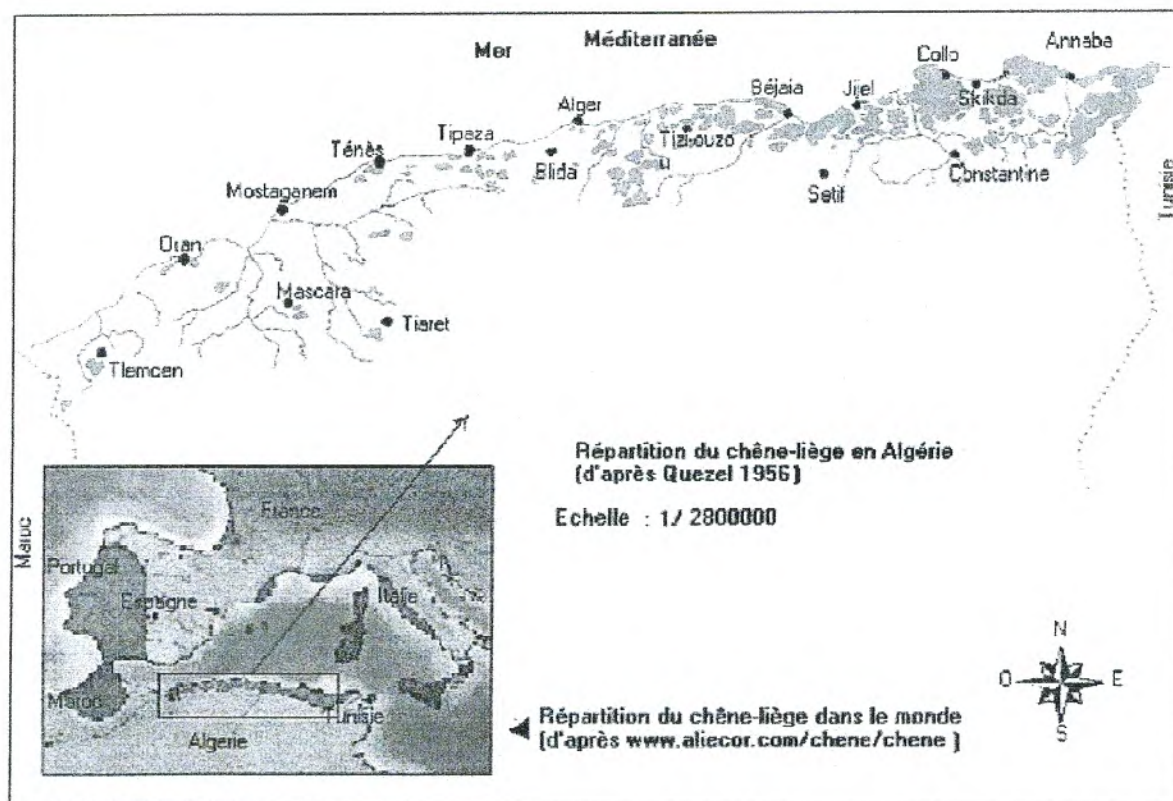 Mer
Méditerranée
Collo
Annaba
Skikda
Jijel
Béjaia
Alger
Tizi ouzo
u
Tipaza
Ténès
Blida
Constantine
Setif
Tunisie
Mostaganem
Oran
Mascara
Tiaret
Tlemcen
Maroc
Répartition du chêne-liège en Algérie
(d'après Quezel 1956)
Echelle : 1/ 2800000
France
Portugal
Espagne
Italie
Maroc
Tunisie
Algerie
N
O
E
S
Répartition du chêne-liège dans le monde
(d'après www.aliecor.com/chene/chene )